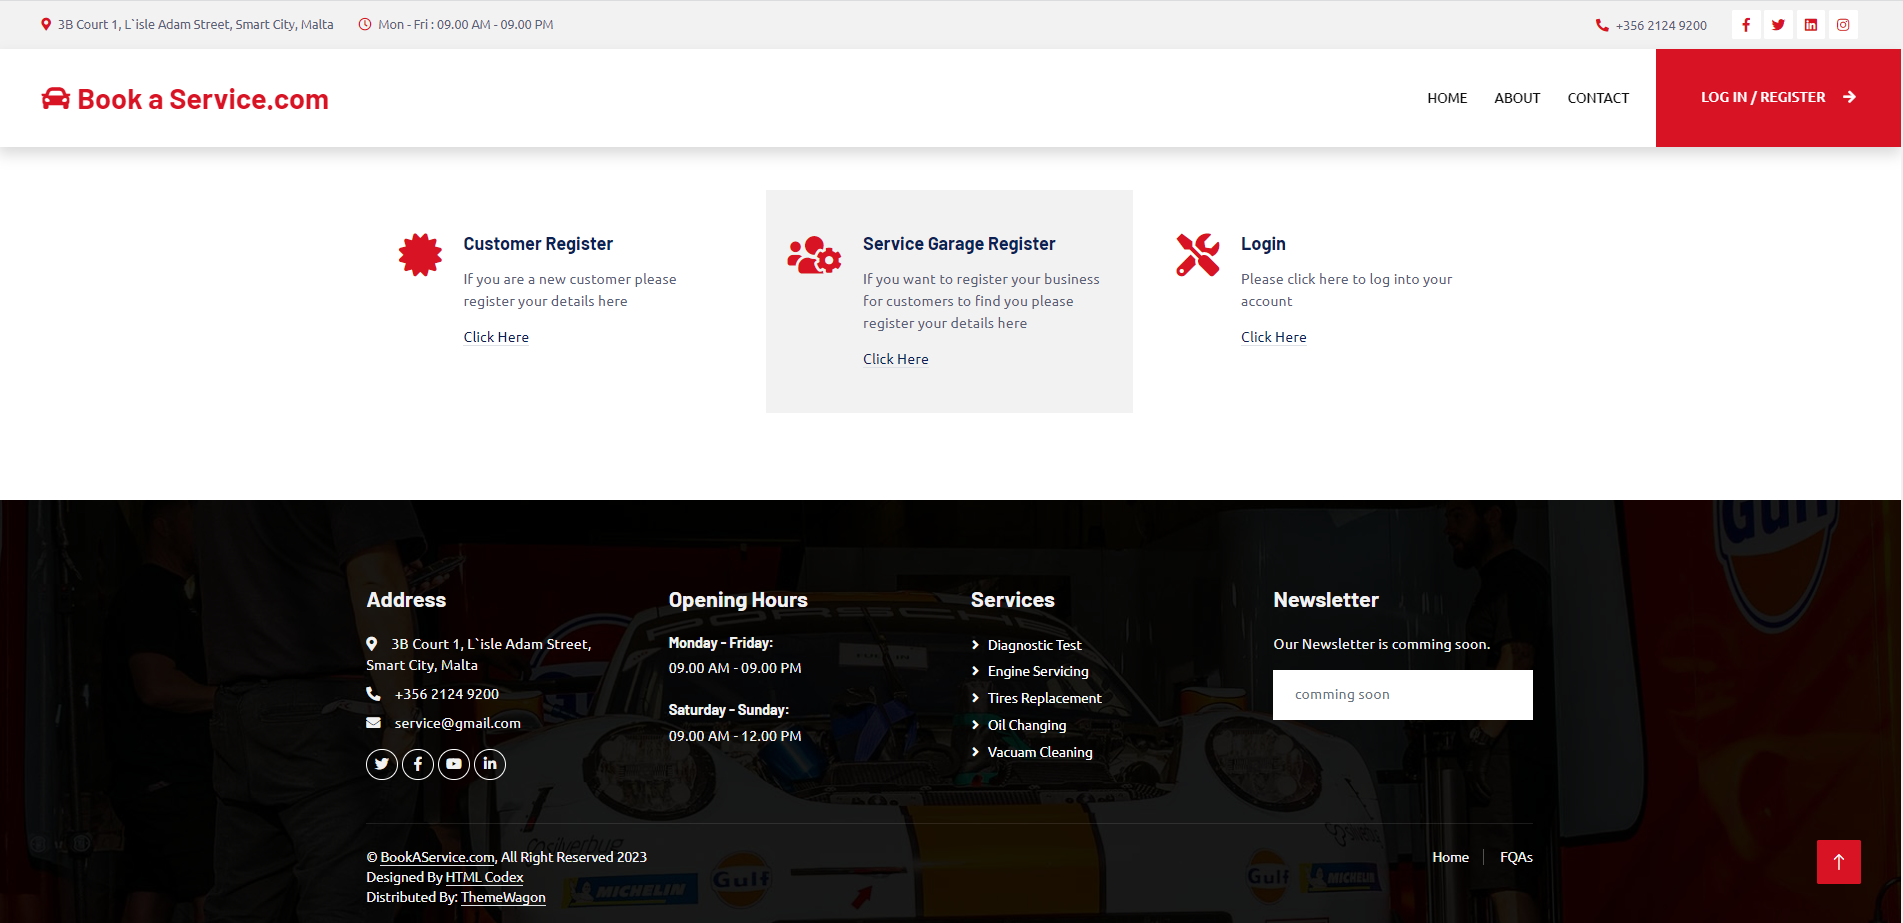 3B Court 1, L`isle Adam Street, Smart City, Malta
Mon - Fri : 09.00 AM - 09.00 PM
+356 2124 9200
Book a Service.com
HOME
ABOUT
CONTACT
LOG IN / REGISTER
Customer Register
If you are a new customer please
register your details here
Click Here
Service Garage Register
If you want to register your business
for customers to find you please
register your details here
Click Here
Login
Please click here to log into your
account
Click Here
Gulf
PORSCHE
Address
3B Court 1, L`isle Adam Street,
Smart City, Malta
+356 2124 9200
service@gmail.com
Opening Hours
Monday - Friday:
09.00 AM - 09.00 PM
Saturday - Sunday:
09.00 AM - 12.00 PM
Services
Diagnostic Test
Engine Servicing
Tires Replacement
Oil Changing
Vacuam Cleaning
Newsletter
Our Newsletter is comming soon.
comming soon
© BookAService.com, All Right Reserved 2023
Designed By HTML Codex
Distributed By: ThemeWagon
Home
FQAs
MICHELIN
Gulf
Gulf
MICHELIN